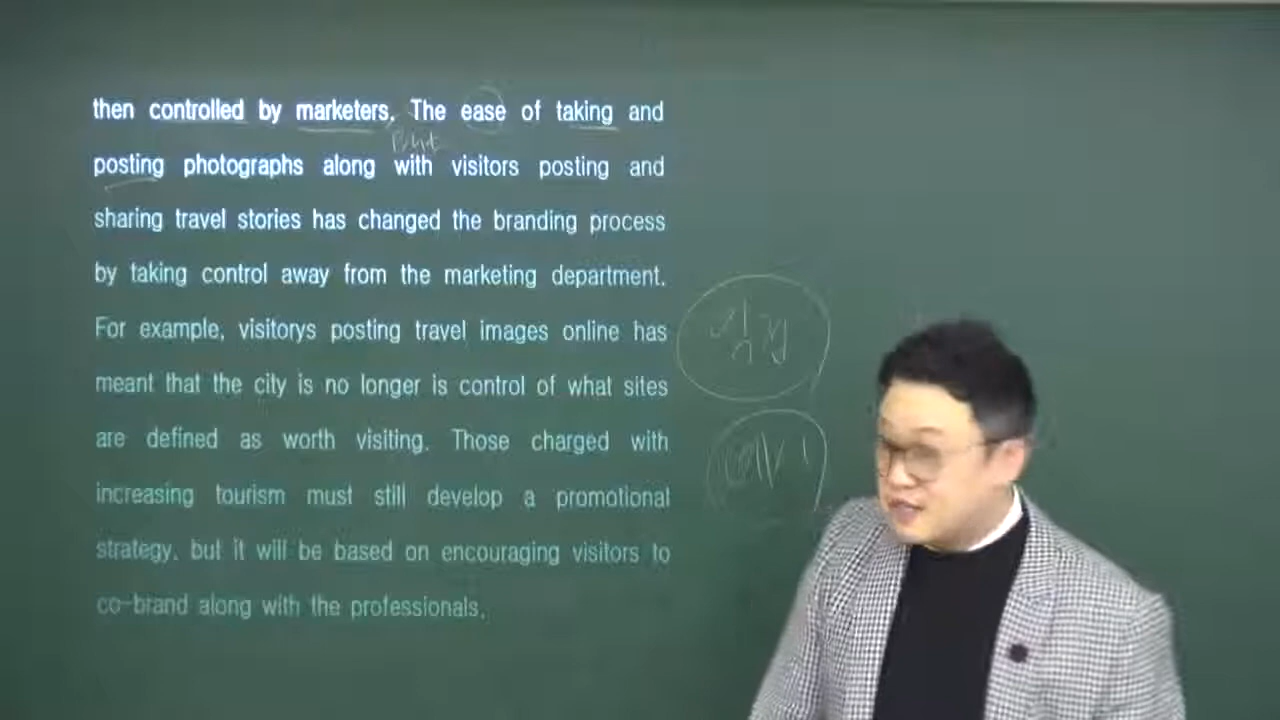 then controlled by marketers. The ease of taking and
But
posting photographs along with visitors posting and
sharing travel stories has changed the branding process
by taking control away from the marketing department.
For example, visitorys posting travel images online has
meant that the city is no longer is control of what sites
are defined as worth visiting. Those charged with
increasing tourism must still develop a promotional
strategy, but it will be based on encouraging visitors to
co-brand along with the professionals.